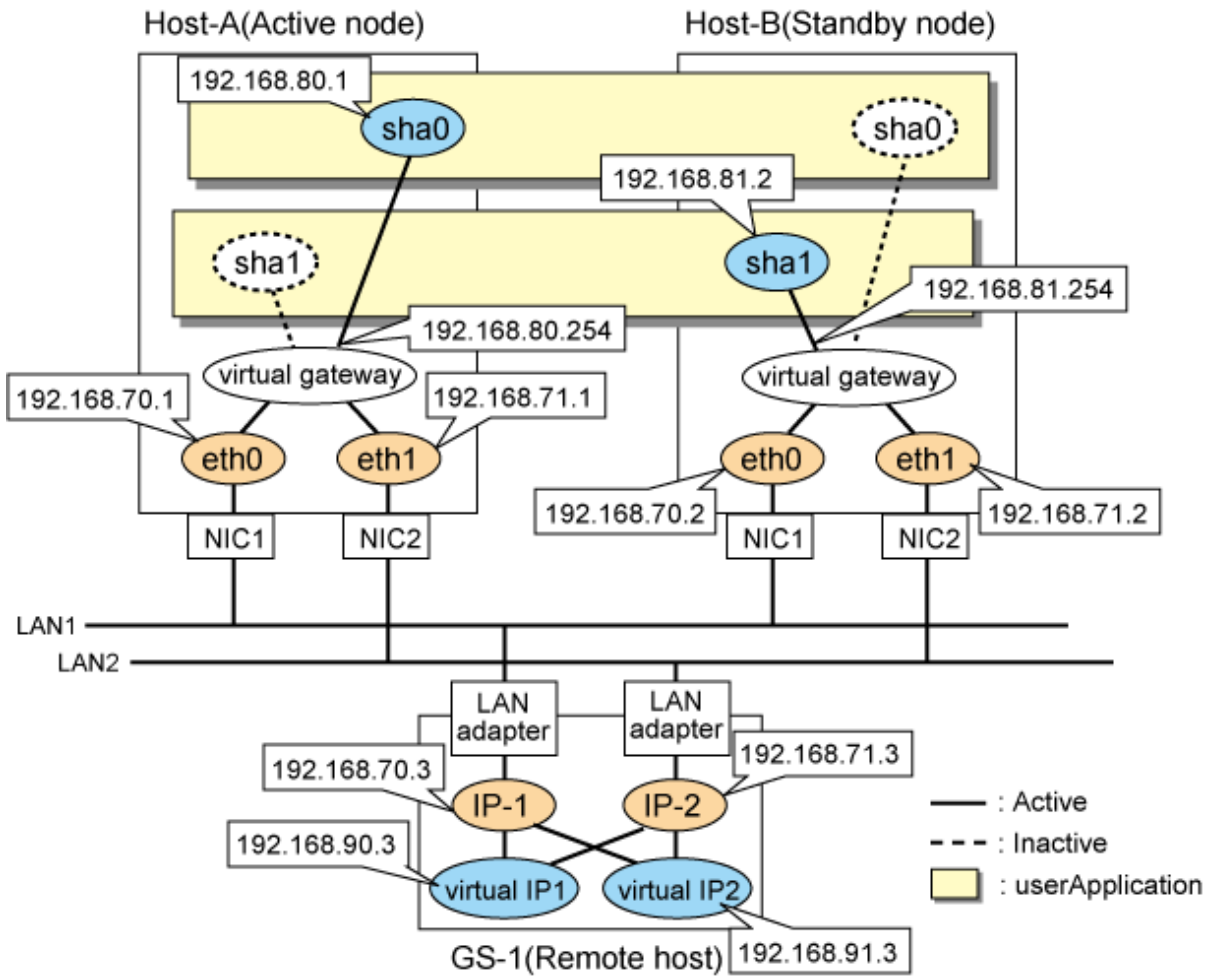 Host-A(Active node)
Host-B(Standby node)
192.168.80.1
sha0
sha0
192.168.81.2
sha1
sha1
192.168.81.254
192.168.80.254
virtual gateway
virtual gateway
192.168.70.1
192.168.71.1
eth0
eth1
eth0
eth1
192.168.70.2
192.168.71.2
NIC1
NIC2
NIC1
NIC2
LAN1
LAN2
LAN
adapter
LAN
adapter
192.168.70.3
192.168.71.3
IP-1
IP-2
192.168.90.3
virtual IP1
virtual IP2
192.168.91.3
GS-1(Remote host)
: Active
: Inactive
: userApplication